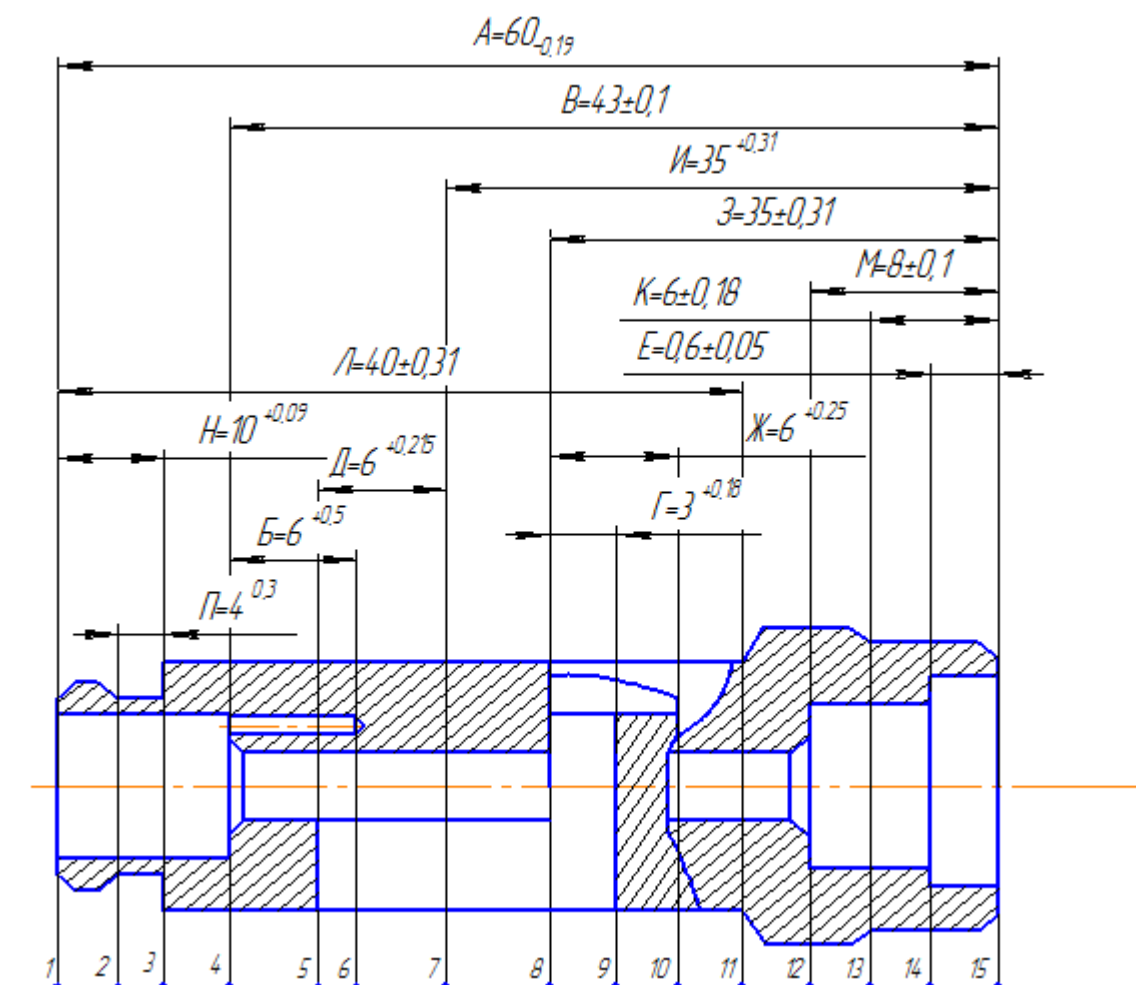 А=60-0,19
В=43±0,1
И=35 +0,31
З=35±0,31
М=8±0,1
К=6±0,18
Е=0,6±0,05
Л=40±0,31
Н=10 +0,09
Ж=6 +0.25
Д=6 +0,215
Г=3 +0,18
Б=6 +0,5
П=4 0,3
1 2 3 4 5 6 7 8 9 10 11 12 13 14 15